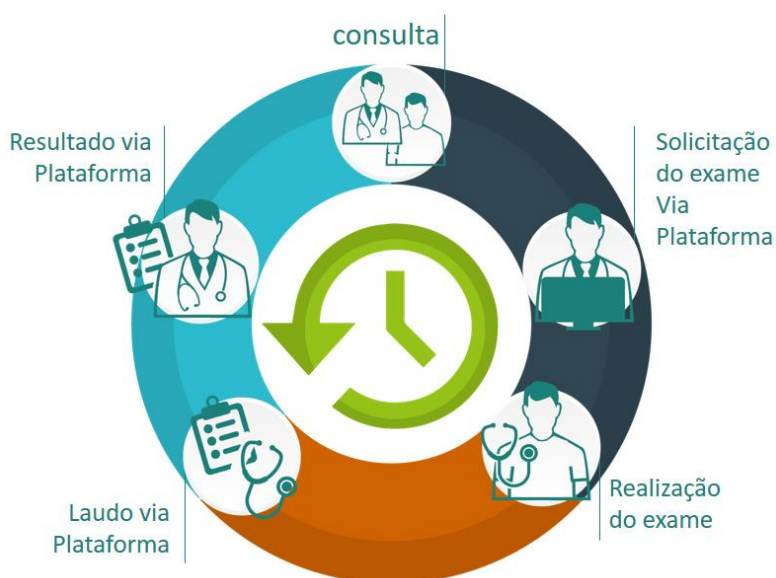 consulta
Solicitação
do exame
Via
Plataforma
Realização
do exame
Laudo via
Plataforma
Resultado via
Plataforma